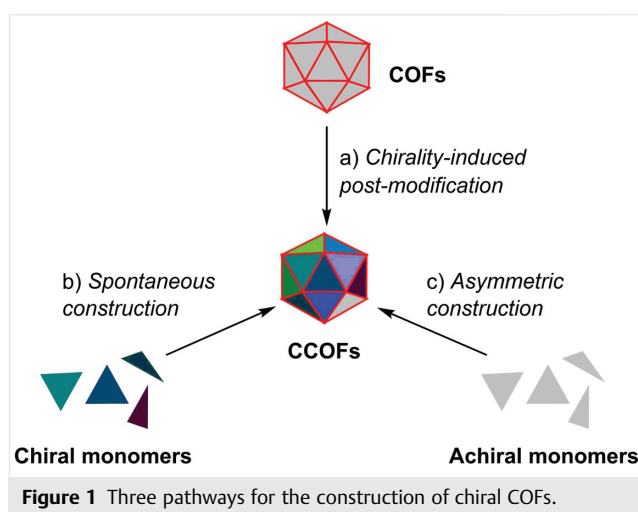 COFs
a) Chirality-induced
post-modification
b) Spontaneous
construction
c) Asymmetric
construction
CCOFs
Chiral monomers
Achiral monomers
Figure 1 Three pathways for the construction of chiral COFs.